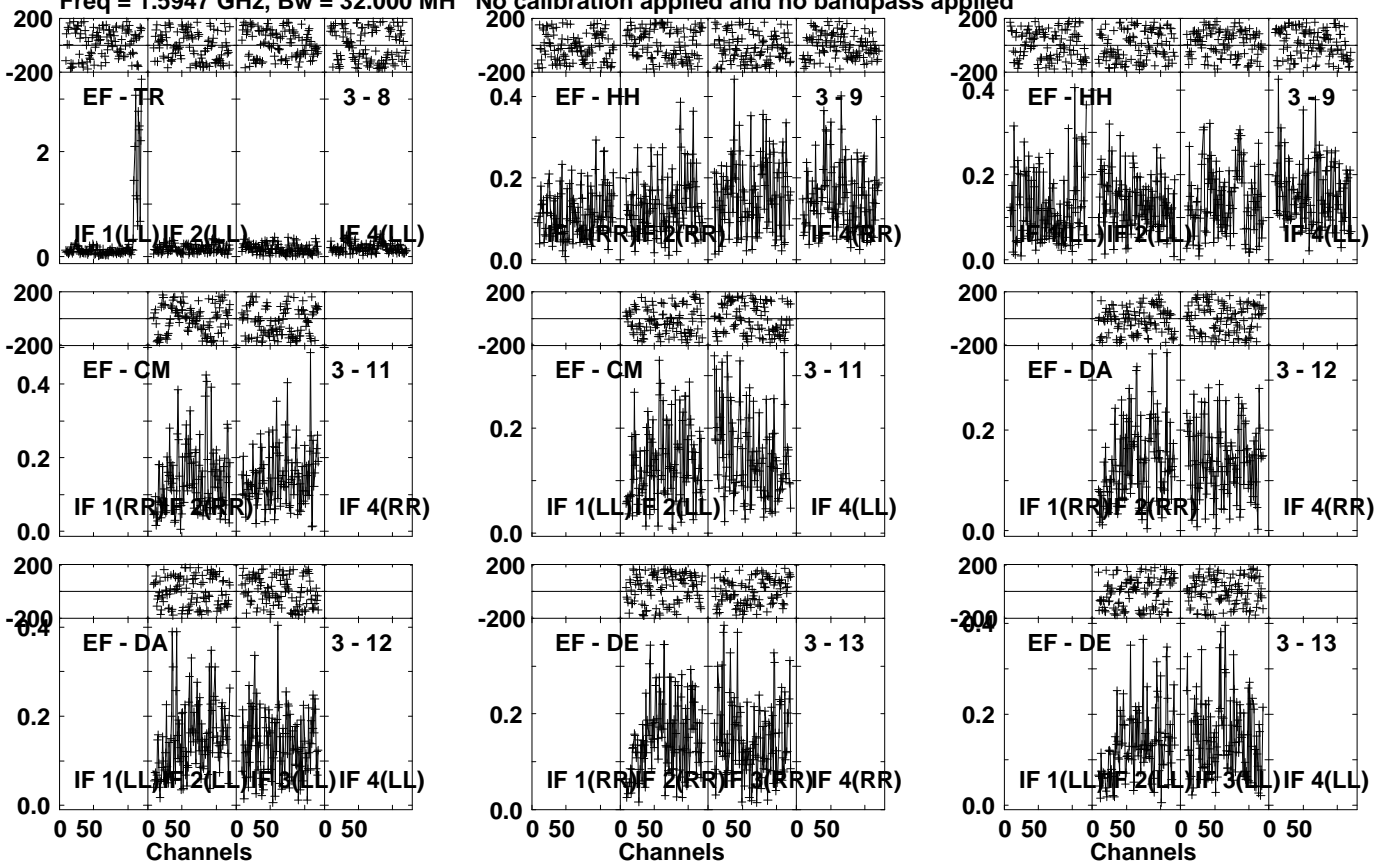 Freq = 1.5947 GHz, Bw = 32.000 MH No calibration applied and no bandpass applied
200 200 200
-200 -200
EF - TR 3 - 8 0.4 EF - HH 3 - 9 0.4 EF - HH 3 - 9
2 0.2 0.2
IF 1(LL) IF 2(LL) IF 4(LL) IF 1(RR) IF 2(RR) IF 4(RR) IF 1(LL) IF 2(LL) IF 4(LL)
0 0.0 0.0
200 200 200
-200 -200 -200
EF - CM 3 - 11 EF - CM 3 - 11 EF - DA 3 - 12
0.4
0.2 0.2 0.2
IF 1(RR) IF 2(RR) IF 4(RR) IF 1(LL) IF 2(LL) IF 4(LL) IF 1(RR) IF 2(RR) IF 4(RR)
0.0 0.0 0.0
200 200 200
-200 -200 -200
0.4 EF - DA 3 - 12 EF - DE 3 - 13 0.4 EF - DE 3 - 13
0.2 0.2 0.2
IF 1(LL) IF 2(LL) IF 3(LL) IF 4(LL) IF 1(RR) IF 2(RR) IF 3(RR) IF 4(RR) IF 1(LL) IF 2(LL) IF 3(LL) IF 4(LL)
0.0 0.0 0.0
0 50 0 50 0 50 0 50 0 50 0 50 0 50 0 50 0 50 0 50 0 50 0 50
Channels Channels Channels